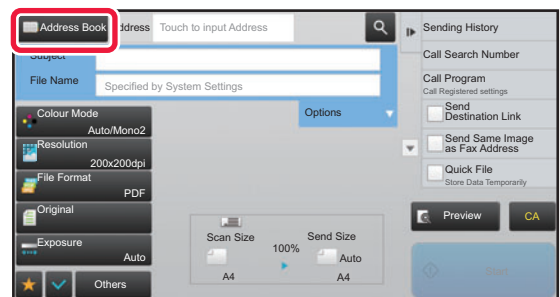 Address Book
ddress
Touch to input Address
Subject
File Name
Specified by System Settings
Options
Colour Mode
Auto/Mono2
Resolution
200x200dpi
File Format
PDF
Original
Exposure
Auto
Others
Scan Size
A4
100%
Send Size
Auto
A4
Sending History
Call Search Number
Call Program
Call Registered settings
Send
Destination Link
Send Same Image
as Fax Address
Quick File
Store Data Temporarily
Preview
CA
Start